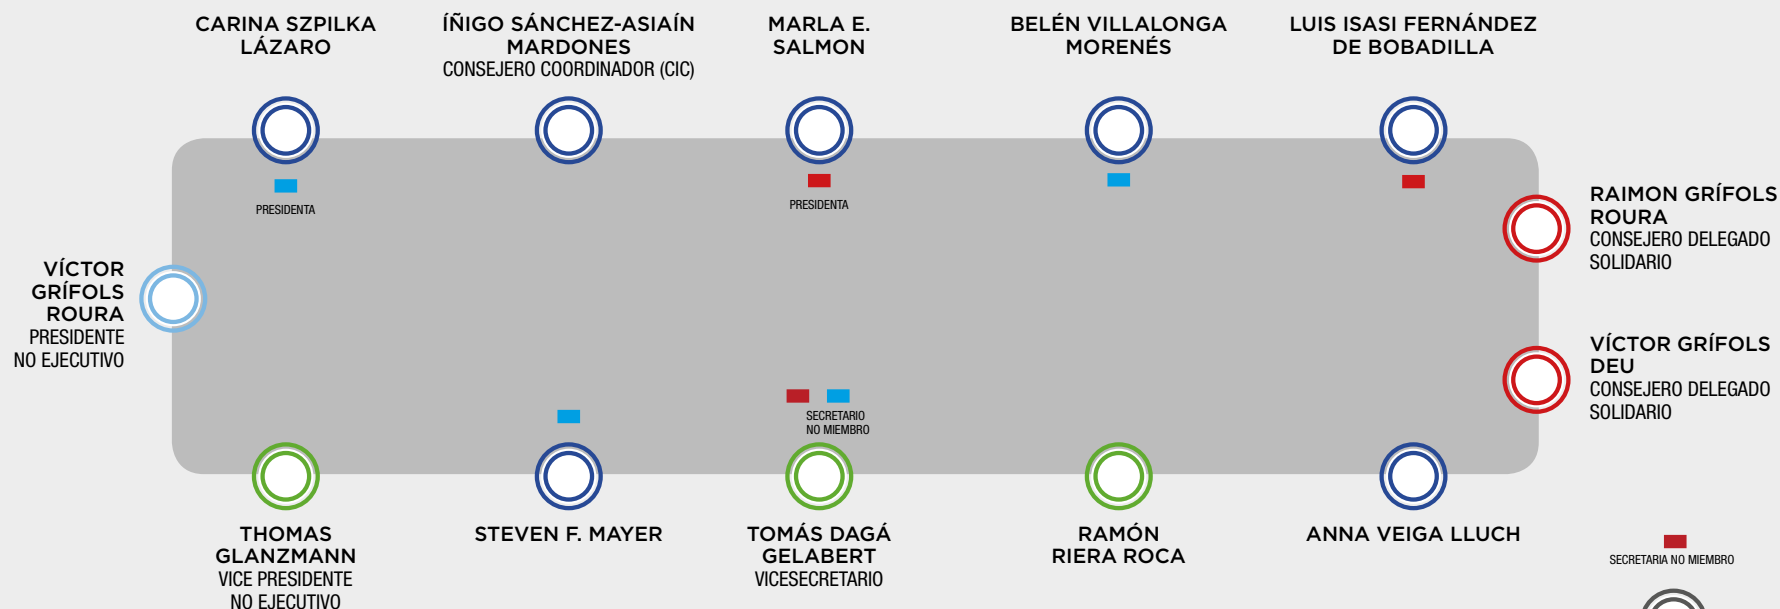 CARINA SZPILKA
LÁZARO
ÍÑIGO SÁNCHEZ-ASIAÍN
MARDONES
CONSEJERO COORDINADOR (CIC)
MARLA E.
SALMON
BELÉN VILLALONGA
MORENÉS
LUIS ISASI FERNÁNDEZ
DE BOBADILLA
PRESIDENTA
PRESIDENTA
RAIMON GRÍFOLS
ROURA
CONSEJERO DELEGADO
SOLIDARIO
VÍCTOR
GRÍFOLS
ROURA
PRESIDENTE
NO EJECUTIVO
VÍCTOR GRÍFOLS
DEU
CONSEJERO DELEGADO
SOLIDARIO
SECRETARIO
NO MIEMBRO
THOMAS
GLANZMANN
VICE PRESIDENTE
NO EJECUTIVO
STEVEN F. MAYER
TOMÁS DAGÁ
GELABERT
VICESECRETARIO
RAMÓN
RIERA ROCA
ANNA VEIGA LLUCH
SECRETARIA NO MIEMBRO